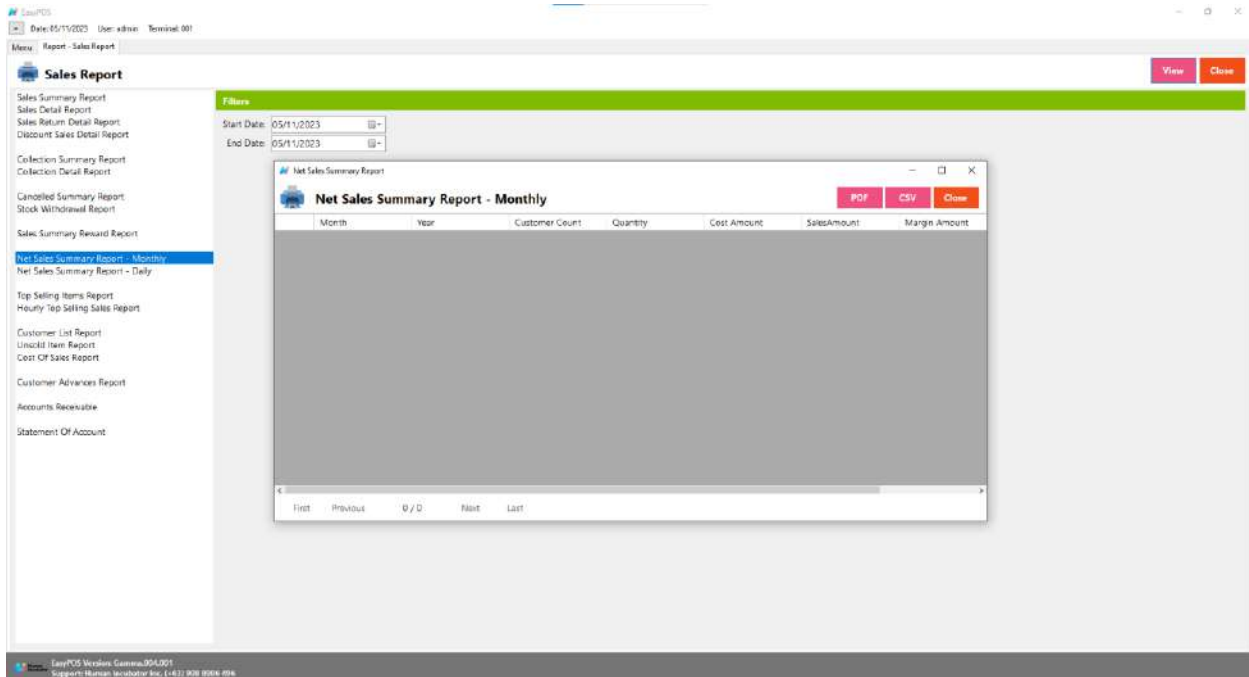 EasyPOS
Date: 05/11/2023 User: admin Terminal: 001
Menu Report - Sales Report
Sales Report
View Close
Sales Summary Report
Sales Detail Report
Sales Return Detail Report
Discount Sales Detail Report
Collection Summary Report
Collection Detail Report
Cancelled Summary Report
Stock Withdrawal Report
Sales Summary Reward Report
Net Sales Summary Report - Monthly
Net Sales Summary Report - Daily
Top Selling Items Report
Hourly Top Selling Sales Report
Customer List Report
Unsold Item Report
Cost Of Sales Report
Customer Advances Report
Accounts Receivable
Statement Of Account
Filters
Start Date: 05/11/2023
End Date: 05/11/2023
Net Sales Summary Report
Net Sales Summary Report - Monthly
PDF CSV Close
Month Year Customer Count Quantity Cost Amount SalesAmount Margin Amount
First Previous 0 / 0 Next Last
EasyPOS Version: Gamma.004.001
Support: Human Incubator Inc. (+63)